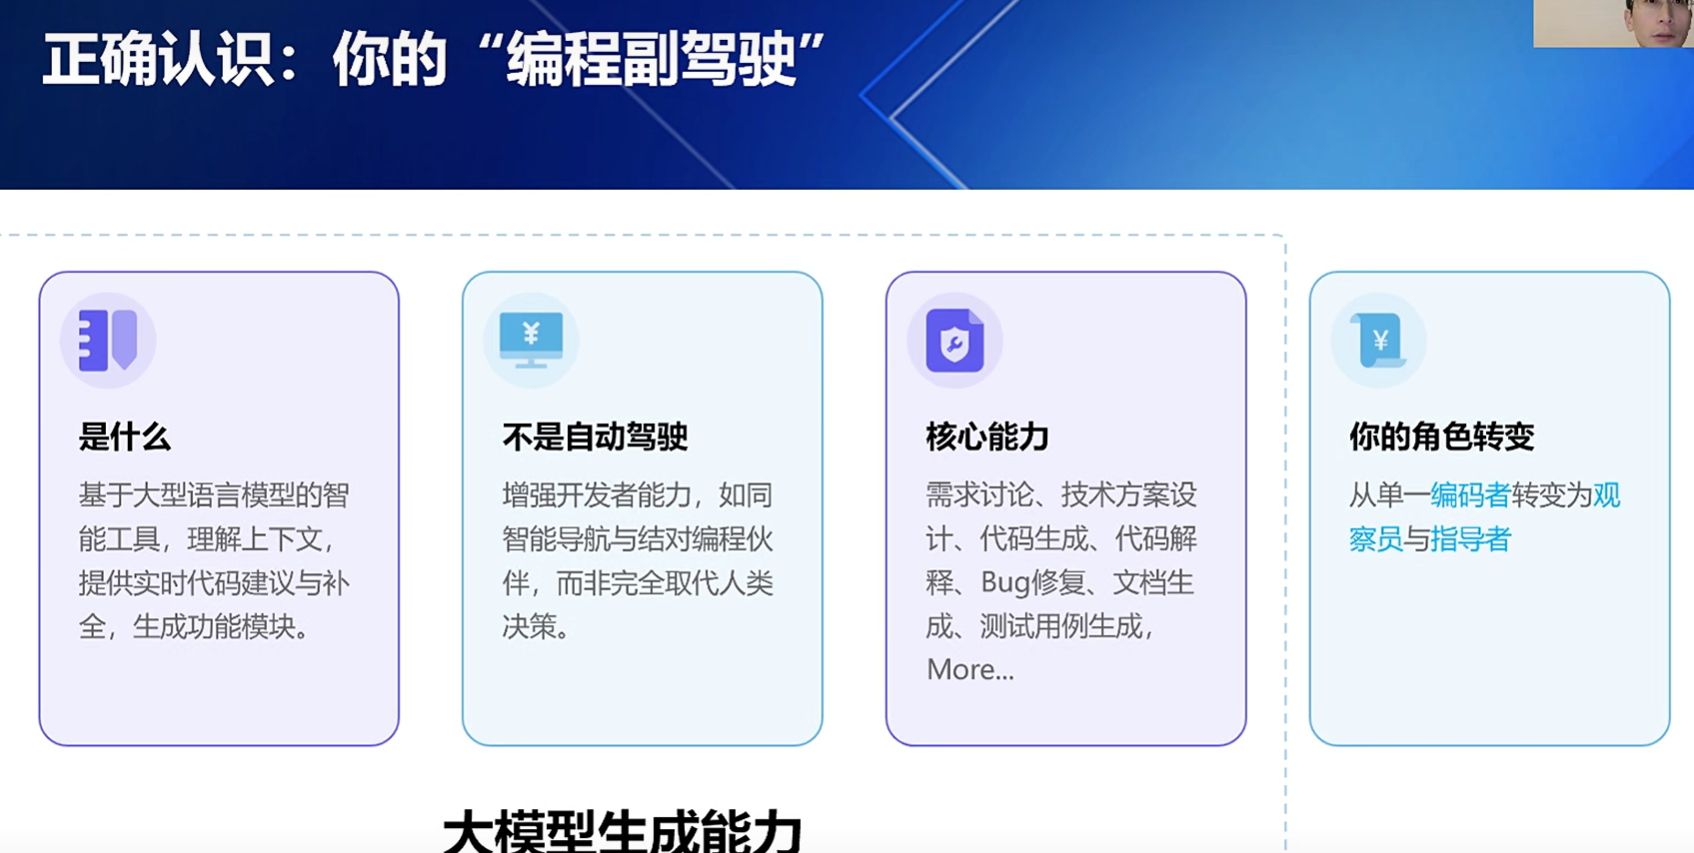 正确认识：你的“编程副驾驶”
是什么
基于大型语言模型的智
能工具，理解上下文，
提供实时代码建议与补
全，生成功能模块。
不是自动驾驶
增强开发者能力，如同
智能导航与结对编程伙
伴，而非完全取代人类
决策。
核心能力
需求讨论、技术方案设
计、代码生成、代码解
释、Bug修复、文档生
成、测试用例生成，
More...
你的角色转变
从单一编码者转变为观
察员与指导者
大模型生成能力